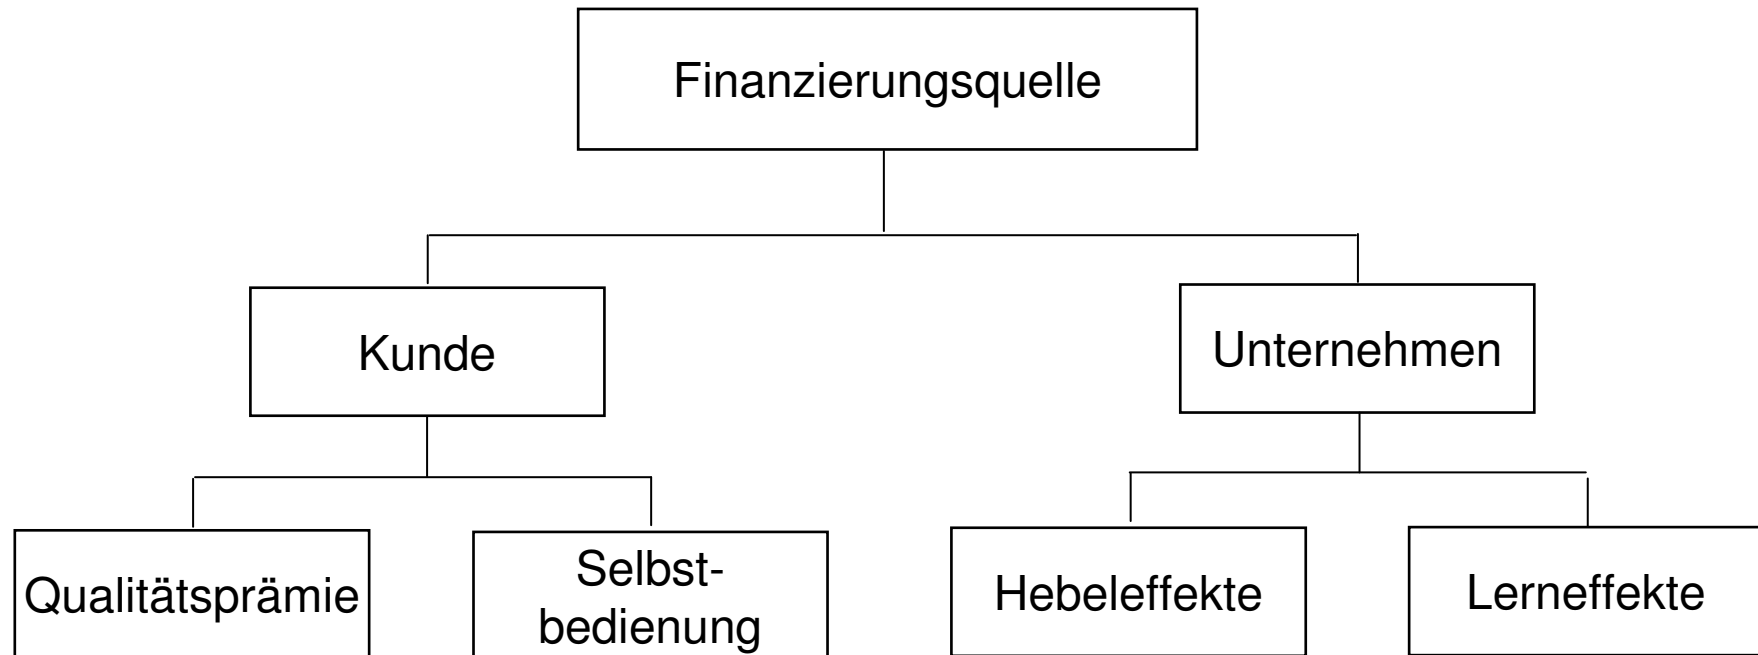 Finanzierungsquelle
Kunde
Unternehmen
Qualitätsprämie
Selbst-
bedienung
Hebeleffekte
Lerneffekte